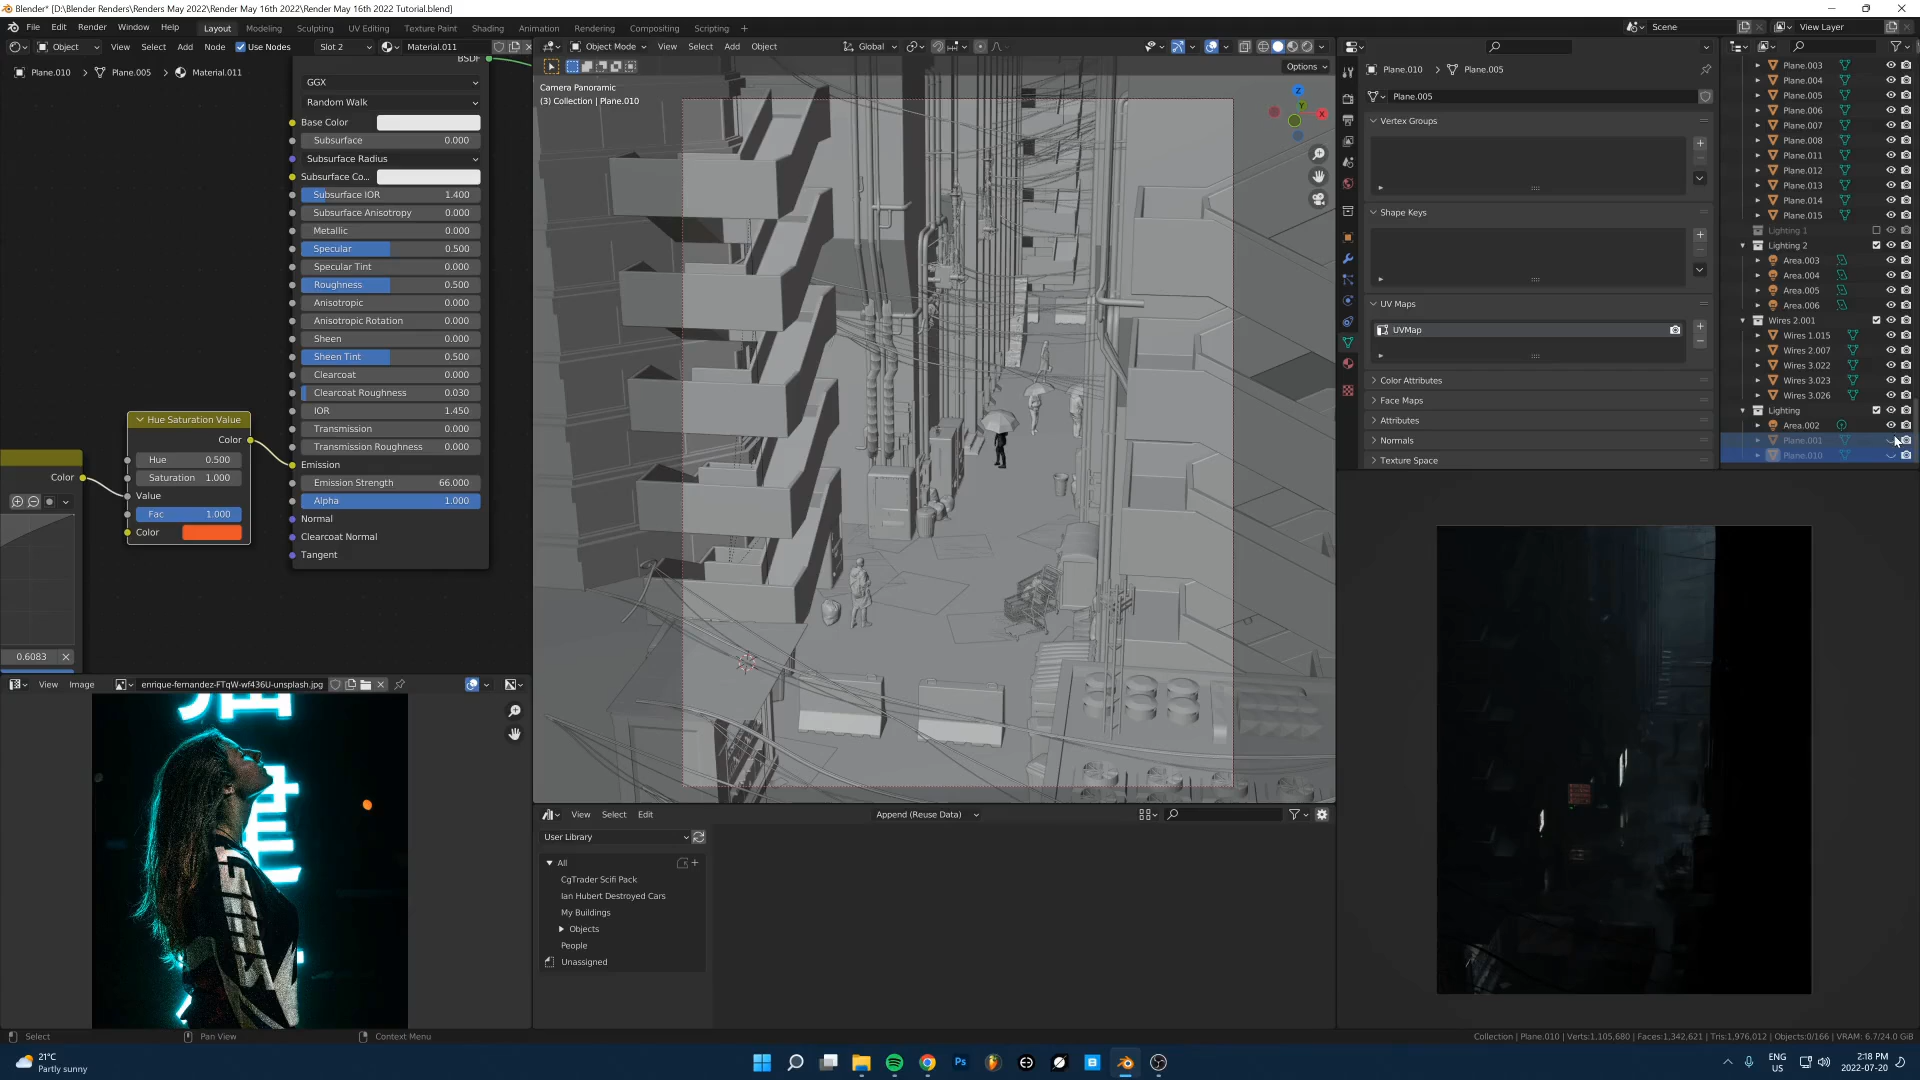 Blender* [D:\Blender Renders\Renders May 2022\Render May 16th 2022\Render May 16th 2022 Tutorial.blend]
File Edit Render Window Help Layout Modeling Sculpting UV Editing Texture Paint Shading Animation Rendering Compositing Scripting + Scene View Layer
Object View Select Add Node Use Nodes Slot 2 Material.011
Plane.010 > Plane.005 > Material.011
BSDF
GGX
Random Walk
Base Color
Subsurface 0.000
Subsurface Radius
Subsurface Co...
Subsurface IOR 1.400
Subsurface Anisotropy 0.000
Metallic 0.000
Specular 0.500
Specular Tint 0.000
Roughness 0.500
Anisotropic 0.000
Anisotropic Rotation 0.000
Sheen 0.000
Sheen Tint 0.500
Clearcoat 0.000
Clearcoat Roughness 0.030
IOR 1.450
Transmission 0.000
Transmission Roughness 0.000
Emission
Emission Strength 66.000
Alpha 1.000
Normal
Clearcoat Normal
Tangent
Hue Saturation Value
Color
Hue 0.500
Saturation 1.000
Value
Fac 1.000
Color
Color
0.6083
View Image enrique-fernandez-FTqW-wf436U-unsplash.jpg
Object Mode View Select Add Object Global
Options
Camera Panoramic
(3) Collection | Plane.010
Z
Y
X
View Select Edit Append (Reuse Data)
User Library
All
CgTrader Scifi Pack
Ian Hubert Destroyed Cars
My Buildings
Objects
People
Unassigned
Plane.010 > Plane.005
Plane.005
Vertex Groups
Shape Keys
UV Maps
UVMap
Color Attributes
Face Maps
Attributes
Normals
Texture Space
Plane.003
Plane.004
Plane.005
Plane.006
Plane.007
Plane.008
Plane.011
Plane.012
Plane.013
Plane.014
Plane.015
Lighting 1
Lighting 2
Area.003
Area.004
Area.005
Area.006
Wires 2.001
Wires 1.015
Wires 2.007
Wires 3.022
Wires 3.023
Wires 3.026
Lighting
Area.002
Plane.001
Plane.010
Select Pan View Context Menu
Collection | Plane.010 | Verts:1,105,680 | Faces:1,342,621 | Tris:1,976,012 | Objects:0/166 | VRAM: 6.7/24.0 GiB
21°C
Partly sunny
Ps
B
ENG
US
2:18 PM
2022-07-20